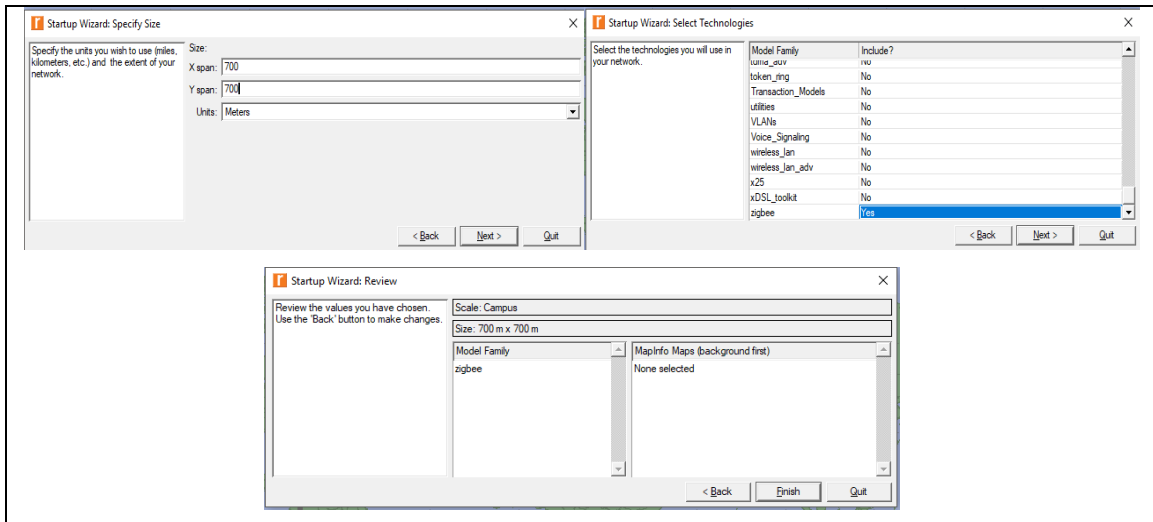 Startup Wizard: Specify Size
Specify the units you wish to use (miles,
kilometers, etc.) and the extent of your
network.
Size:
X span: 700
Y span: 700
Units: Meters
< Back Next > Quit
Startup Wizard: Select Technologies
Select the technologies you will use in
your network.
Model Family Include?
No
token_ring No
Transaction_Models No
utilities No
VLANs No
Voice_Signaling No
wireless_lan No
wireless_lan_adv No
x25 No
xDSL_toolkit No
zigbee Yes
< Back Next > Quit
Startup Wizard: Review
Review the values you have chosen.
Use the 'Back' button to make changes.
Scale: Campus
Size: 700 m x 700 m
Model Family MapInfo Maps (background first)
zigbee None selected
< Back Finish Quit